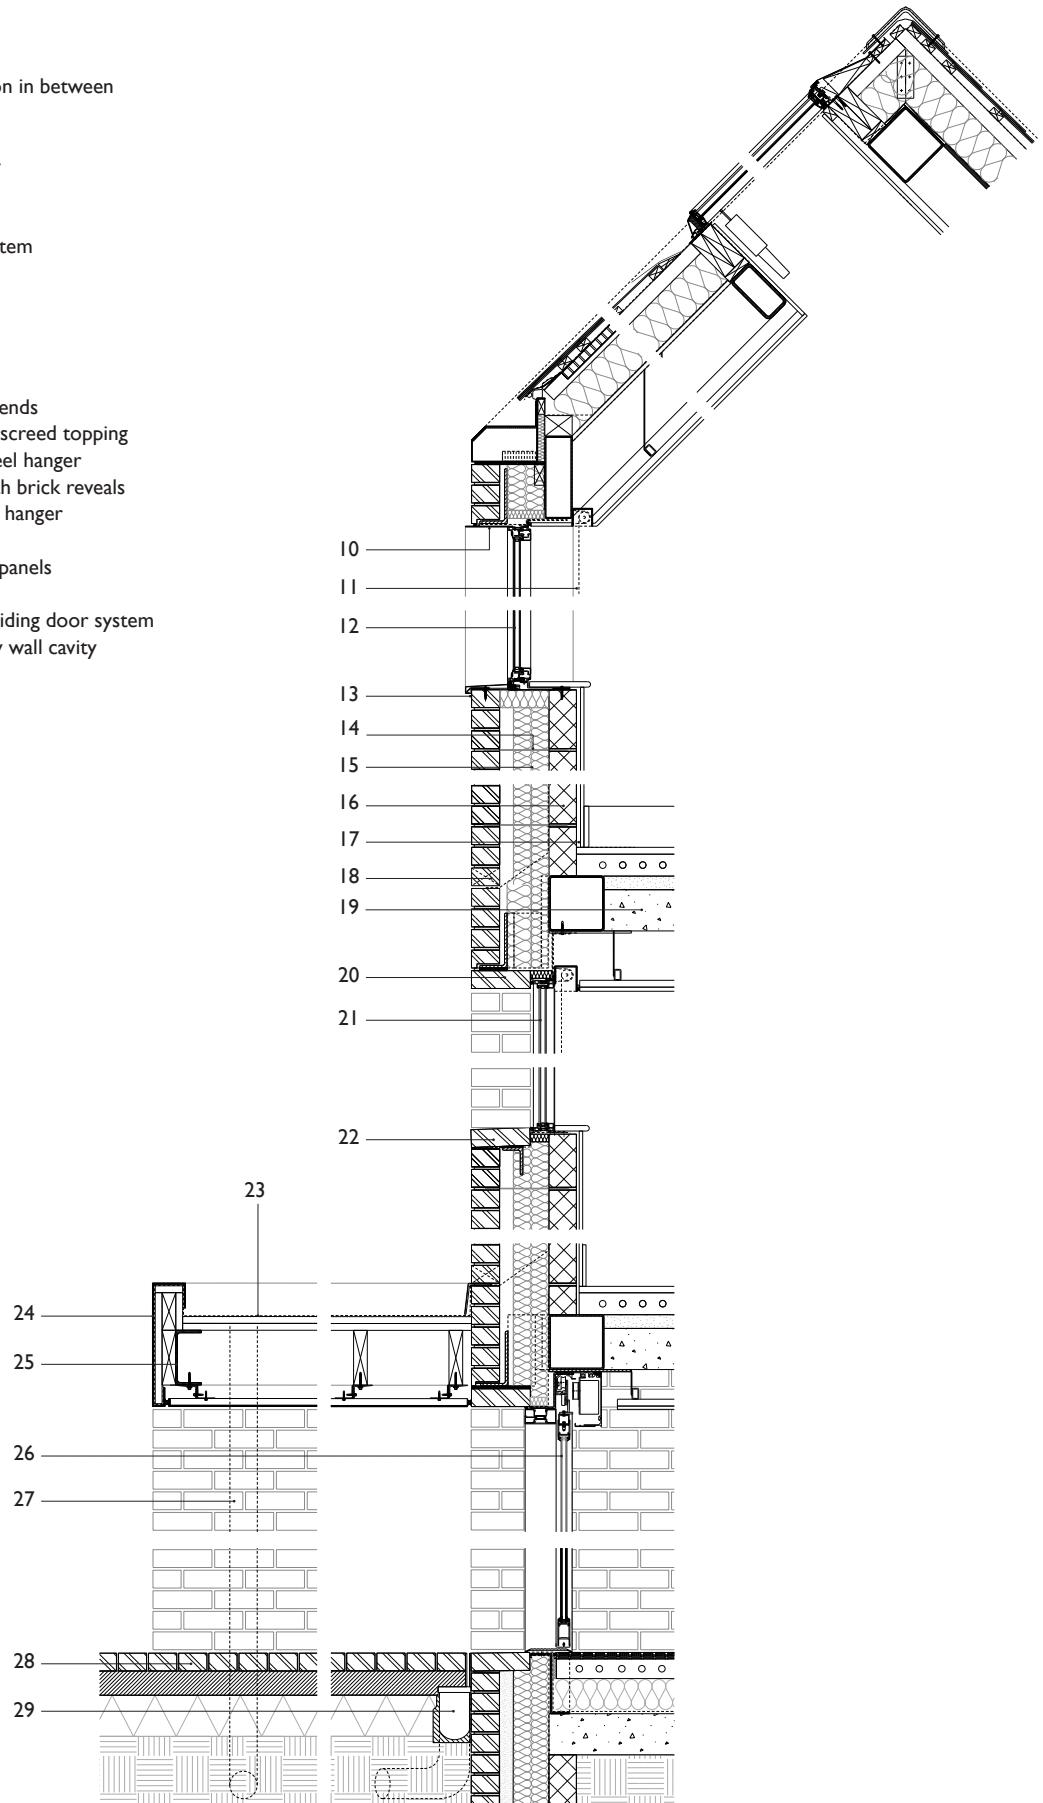 on in between
tem
ends
screed topping
eel hanger
h brick reveals
hanger
panels
iding door system
wall cavity
10
11
12
13
14
15
16
17
18
19
20
21
22
23
24
25
26
27
28
29